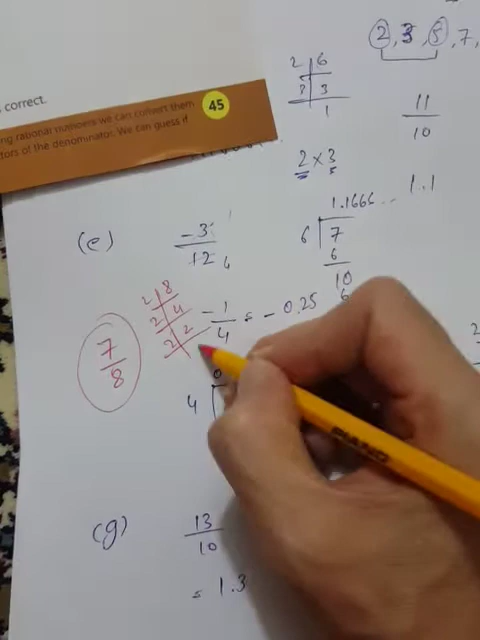 2, 3, 5, 7,
correct.
45
ing rational numbers we can convert them
tors of the denominator. We can guess if
2 | 6
3 | 3
1
2 × 3
11
10
1.1
(e)
-3
12
1.1666...
6 | 7
6
10
6
2 | 8
2 | 4
2 | 2
-1
4
= -0.25
7
8
4
PIANO
(g)
13
10
= 1.3